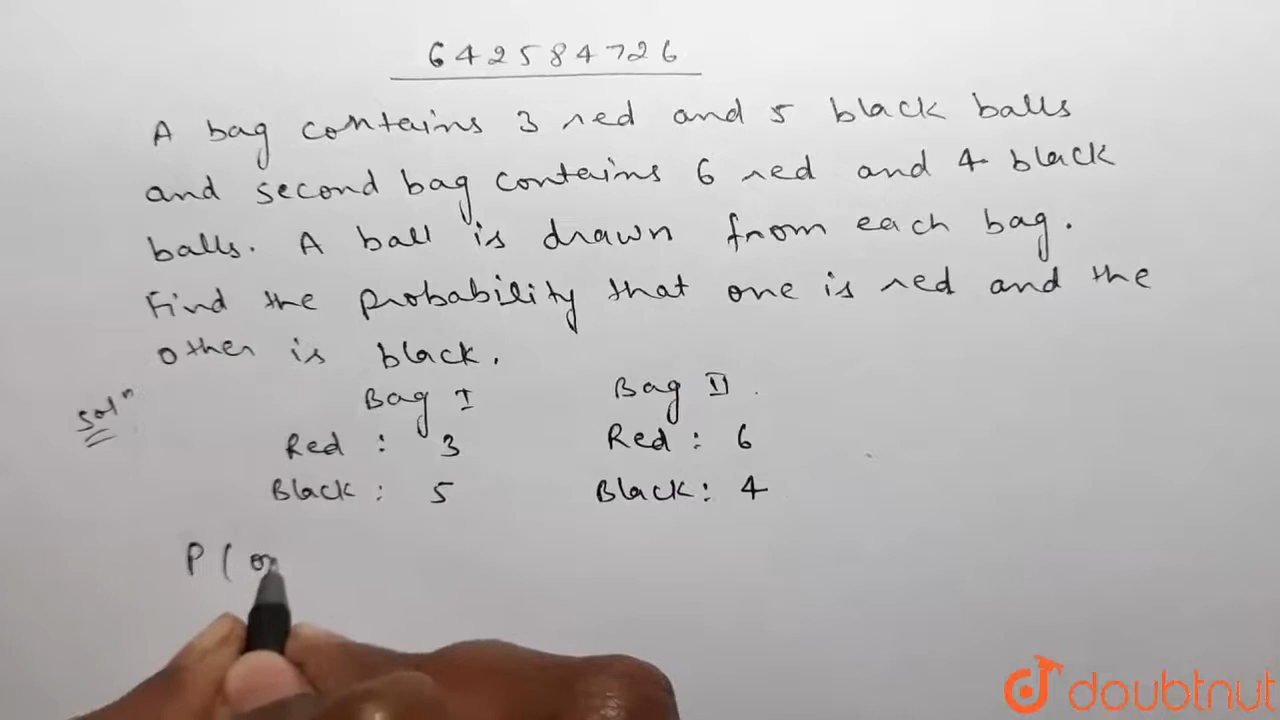 642584726
A bag contains 3 red and 5 black balls
and second bag contains 6 red and 4 black
balls. A ball is drawn from each bag.
Find the probability that one is red and the
other is black.
Solⁿ
Bag I Bag II
Red : 3 Red : 6
Black : 5 Black : 4
P ( on
doubtnut